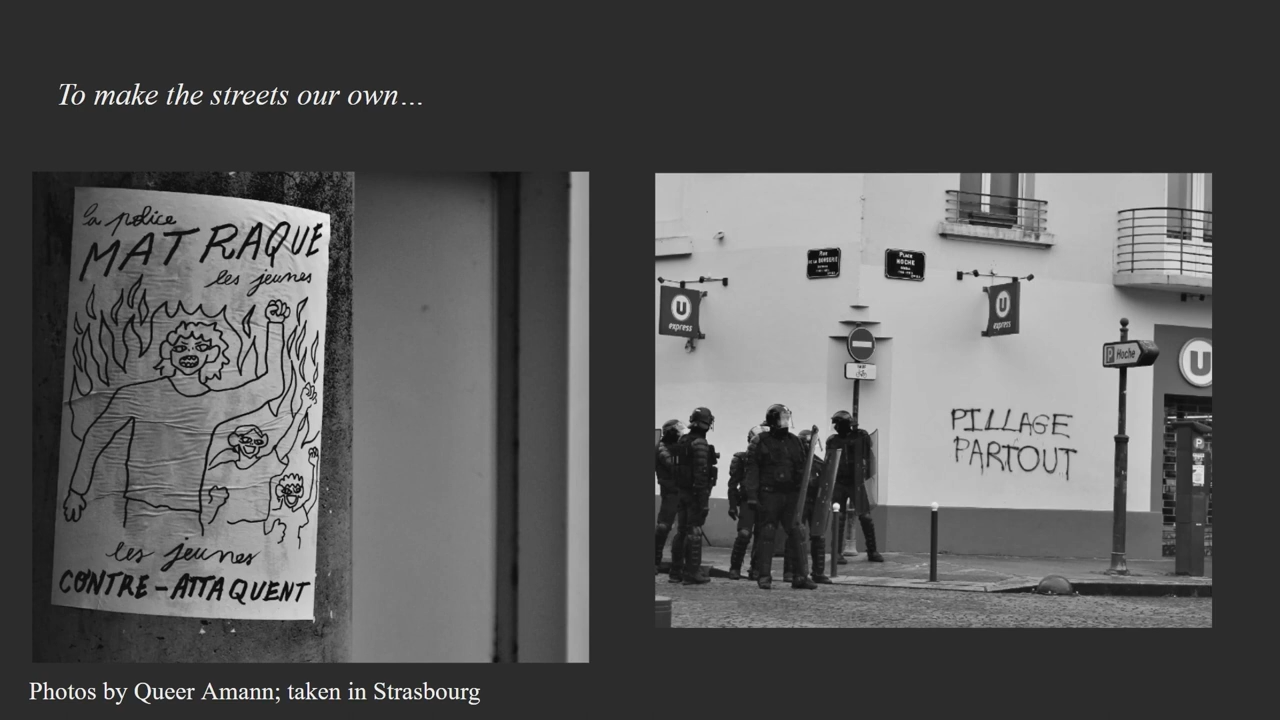 To make the streets our own…
la police
MATRAQUE
les jeunes
les jeunes
CONTRE-ATTAQUENT
RUE
PLACE
HOCHE
U
express
U
express
P Hoche
U
PILLAGE
PARTOUT
P
Photos by Queer Amann; taken in Strasbourg